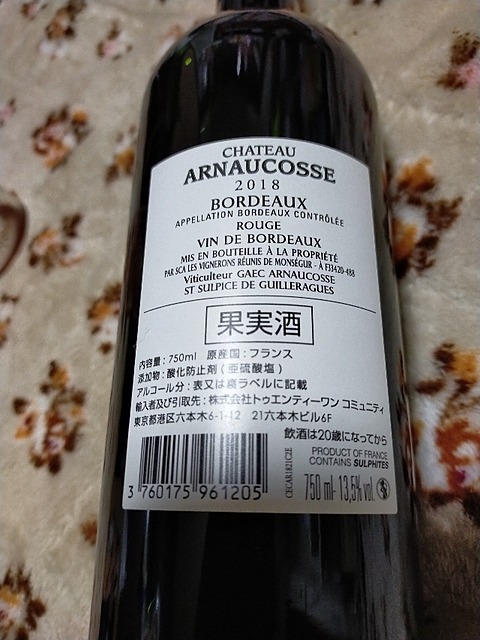 CHATEAU
ARNAUCOSSE
2018
BORDEAUX
APPELLATION BORDEAUX CONTRÔLÉE
ROUGE
VIN DE BORDEAUX
MIS EN BOUTEILLE À LA PROPRIÉTÉ
PAR SCA LES VIGNERONS RÉUNIS DE MONSÉGUR - À F33420-488
Viticulteur GAEC ARNAUCOSSE
ST SULPICE DE GUILLERAGUES
果実酒
内容量：750ml 原産国：フランス
添加物：酸化防止剤（亜硫酸塩）
アルコール分：表又は裏ラベルに記載
輸入者及び引取先：株式会社トゥエンティーワン コミュニティ
東京都港区六本木6-1-12 21六本木ビル6F
飲酒は20歳になってから
PRODUCT OF FRANCE
CONTAINS SULPHITES
750 ml - 13,5% vol.
3 760175 961205